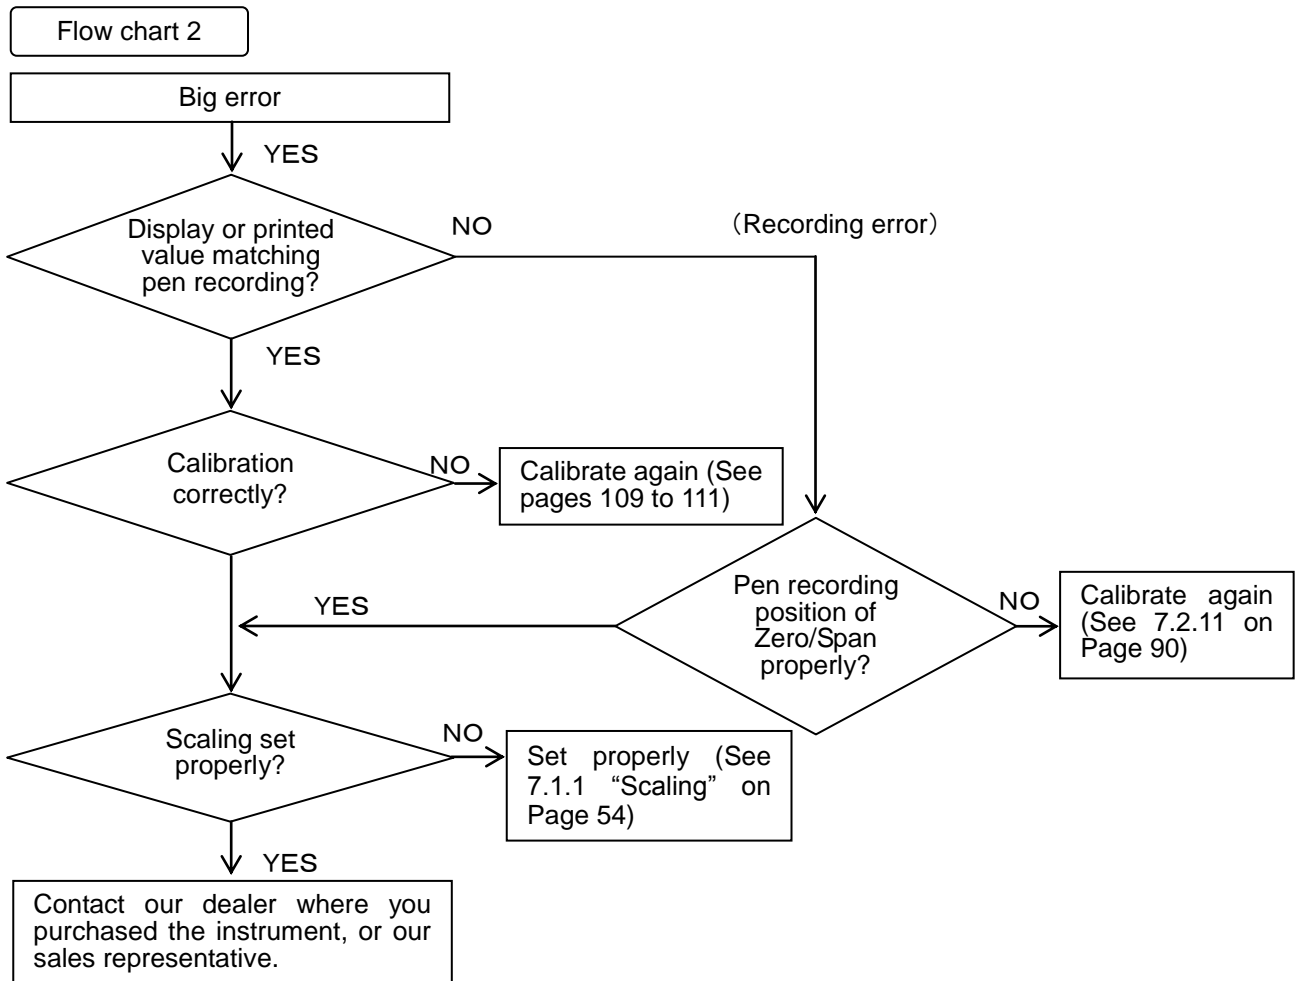 Flow chart 2
Big error
YES
Display or printed
value matching
pen recording?
NO
(Recording error)
YES
Calibration
correctly?
NO
Calibrate again (See
pages 109 to 111)
Pen recording
position of
Zero/Span
properly?
YES
NO
Calibrate again
(See 7.2.11 on
Page 90)
Scaling set
properly?
NO
Set properly (See
7.1.1 “Scaling“ on
Page 54)
YES
Contact our dealer where you
purchased the instrument, or our
sales representative.